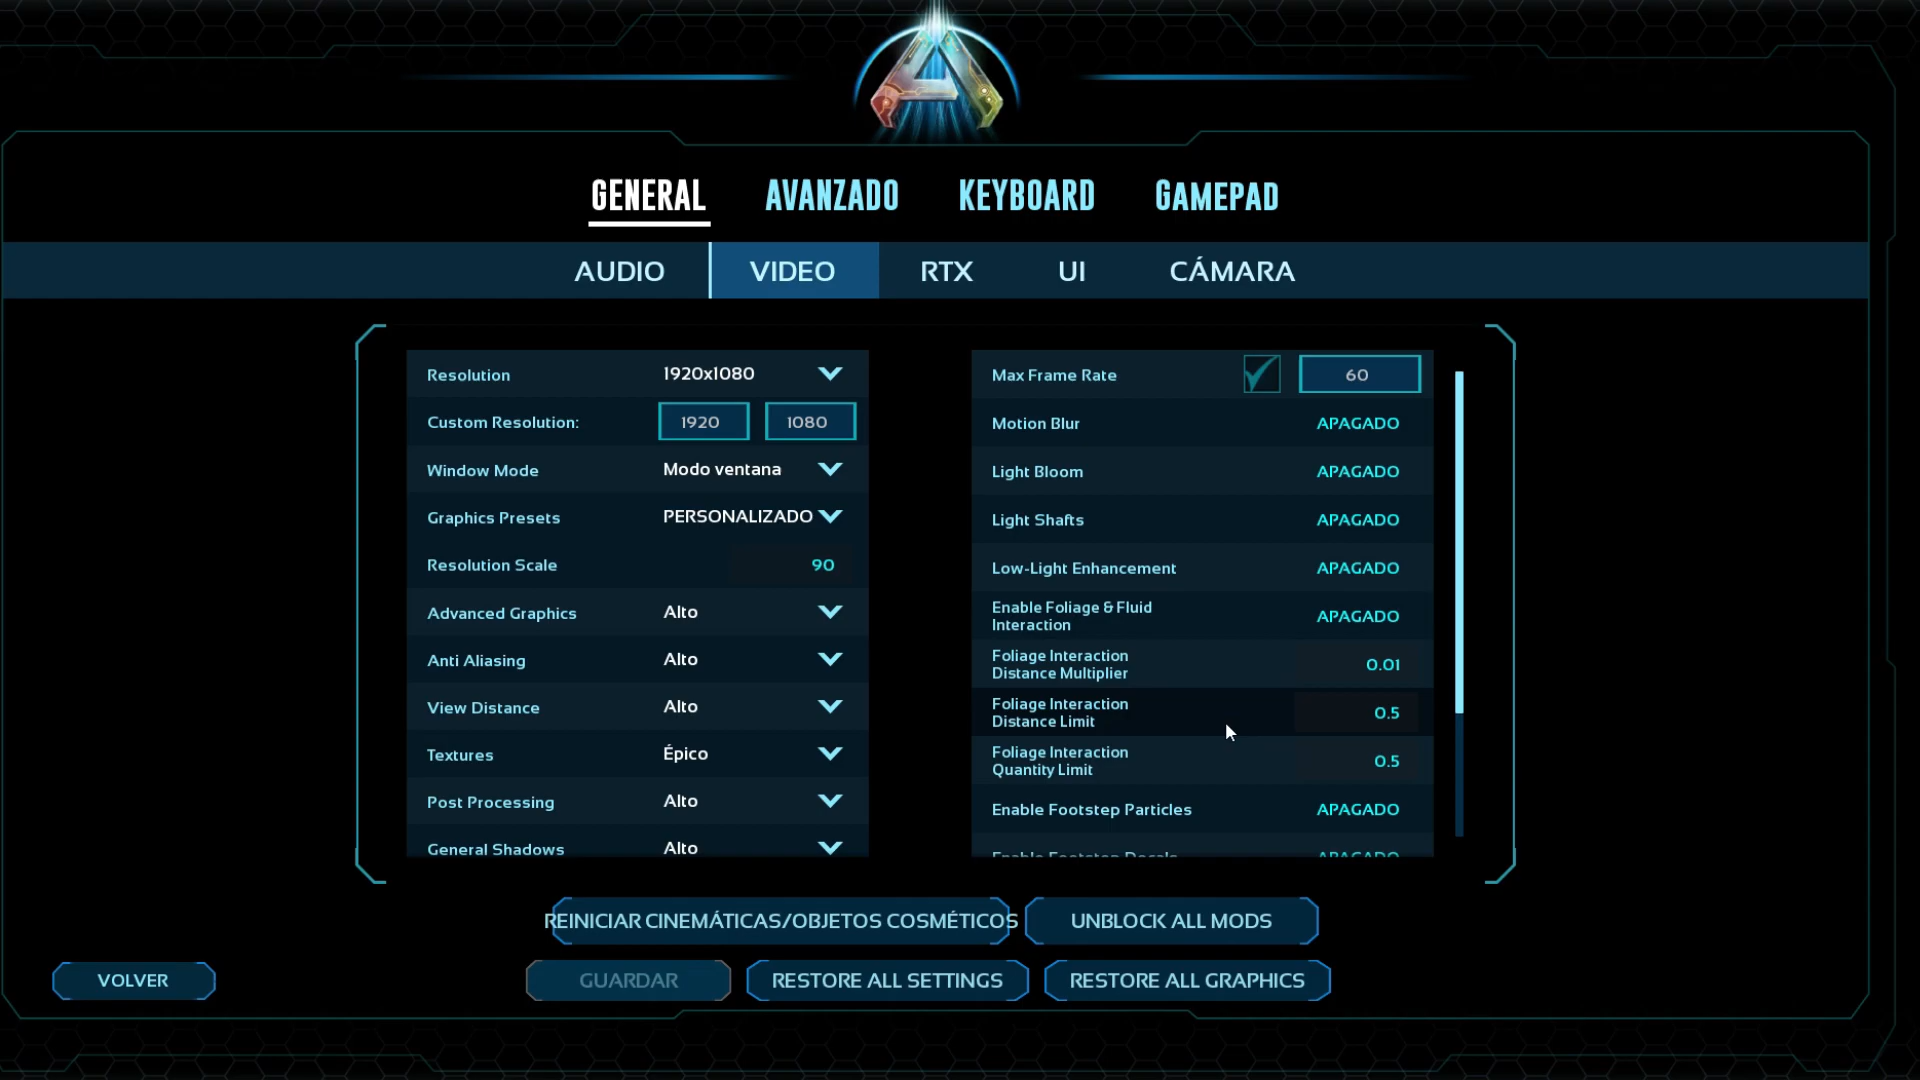 GENERAL AVANZADO KEYBOARD GAMEPAD
AUDIO VIDEO RTX UI CÁMARA
Resolution 1920x1080
Custom Resolution: 1920 1080
Window Mode Modo ventana
Graphics Presets PERSONALIZADO
Resolution Scale 90
Advanced Graphics Alto
Anti Aliasing Alto
View Distance Alto
Textures Épico
Post Processing Alto
General Shadows Alto
Max Frame Rate 60
Motion Blur APAGADO
Light Bloom APAGADO
Light Shafts APAGADO
Low-Light Enhancement APAGADO
Enable Foliage & Fluid
Interaction APAGADO
Foliage Interaction
Distance Multiplier 0.01
Foliage Interaction
Distance Limit 0.5
Foliage Interaction
Quantity Limit 0.5
Enable Footstep Particles APAGADO
Enable Footstep Decals APAGADO
REINICIAR CINEMÁTICAS/OBJETOS COSMÉTICOS UNBLOCK ALL MODS
VOLVER GUARDAR RESTORE ALL SETTINGS RESTORE ALL GRAPHICS